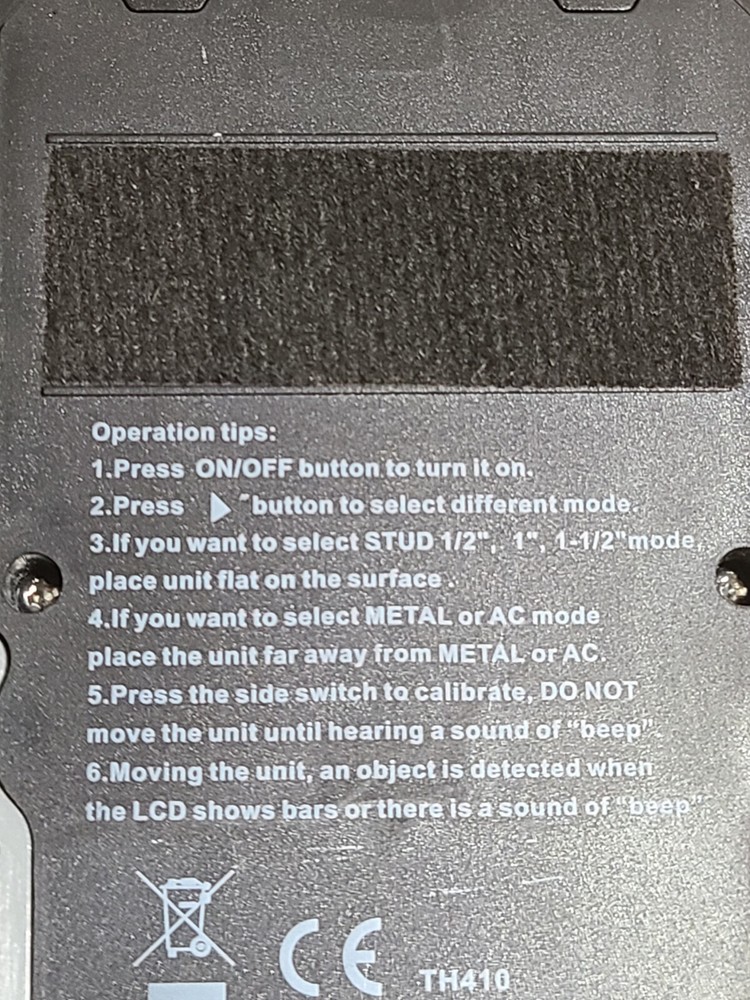 Operation tips:
1.Press ON/OFF button to turn it on.
2.Press " ▶ " button to select different mode.
3.If you want to select STUD 1/2", 1", 1-1/2"mode,
place unit flat on the surface .
4.If you want to select METAL or AC mode
place the unit far away from METAL or AC.
5.Press the side switch to calibrate, DO NOT
move the unit until hearing a sound of “beep”.
6.Moving the unit, an object is detected when
the LCD shows bars or there is a sound of “beep”
CE TH410